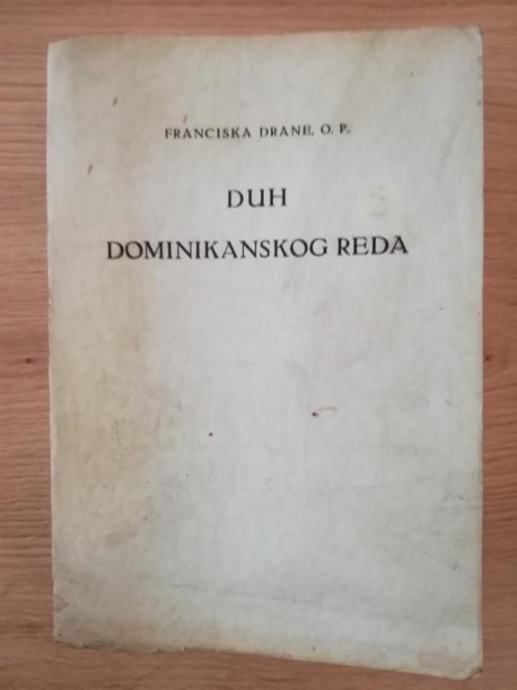 FRANCISKA DRANE, O. P.
DUH
DOMINIKANSKOG REDA